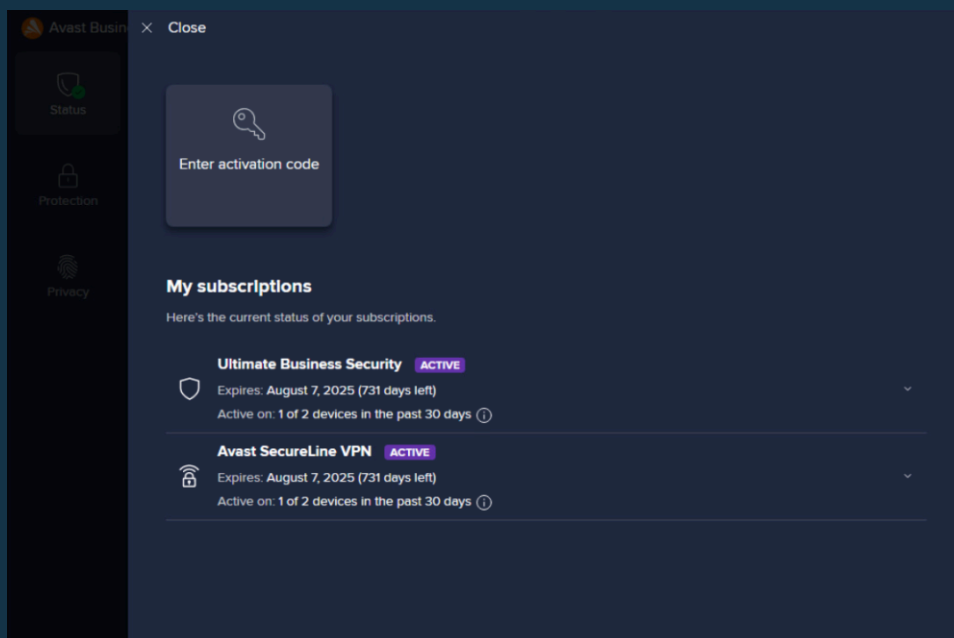 Avast Busin
Close
Status
Protection
Privacy
Enter activation code
My subscriptions
Here's the current status of your subscriptions.
Ultimate Business Security ACTIVE
Expires: August 7, 2025 (731 days left)
Active on: 1 of 2 devices in the past 30 days
Avast SecureLine VPN ACTIVE
Expires: August 7, 2025 (731 days left)
Active on: 1 of 2 devices in the past 30 days